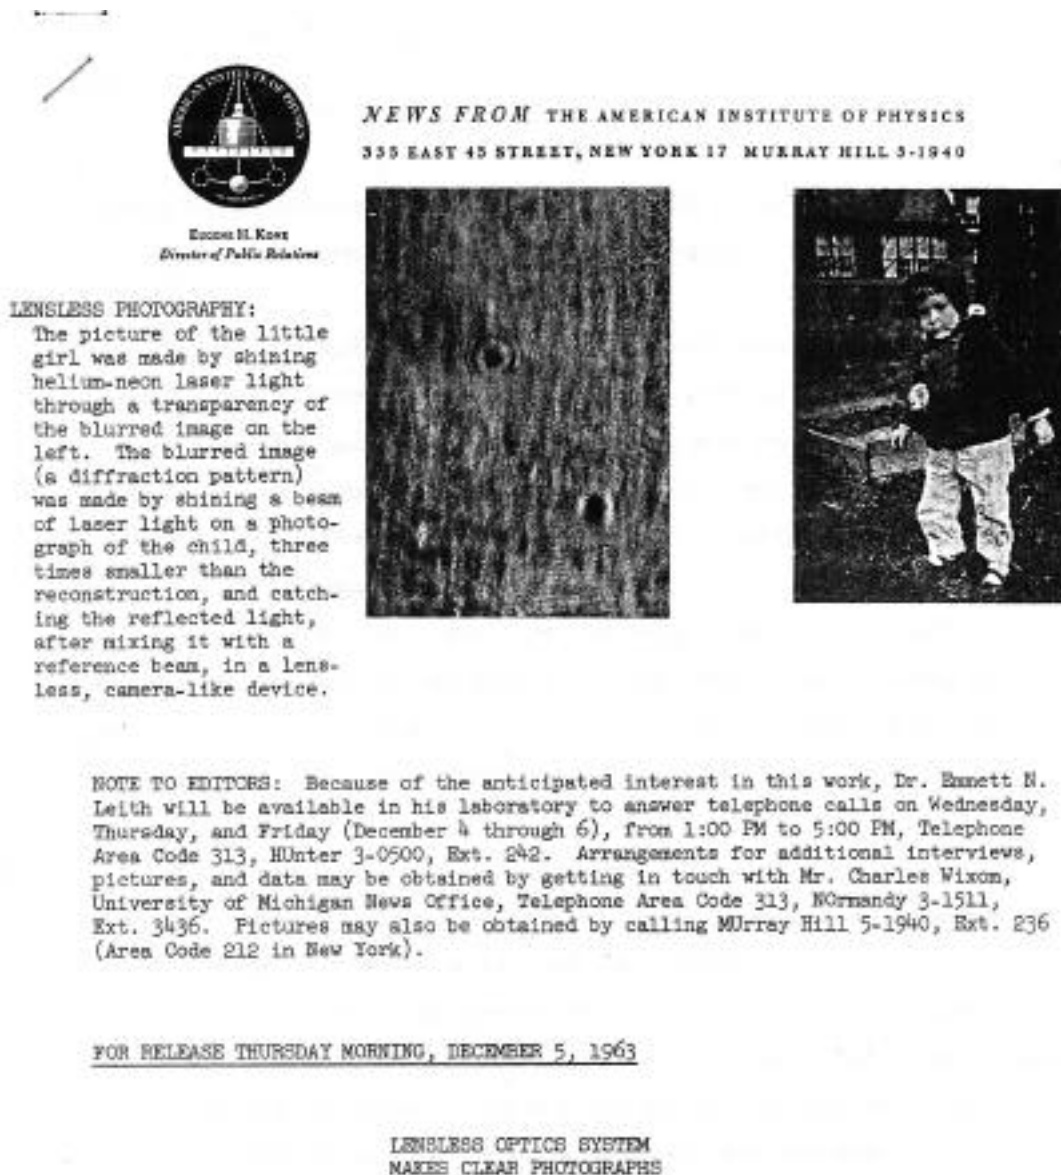 AMERICAN INSTITUTE OF PHYSICS
NEWS FROM THE AMERICAN INSTITUTE OF PHYSICS
335 EAST 45 STREET, NEW YORK 17 MURRAY HILL 5-1940
Eugene H. Kone
Director of Public Relations
LENSLESS PHOTOGRAPHY:
The picture of the little
girl was made by shining
helium-neon laser light
through a transparency of
the blurred image on the
left. The blurred image
(a diffraction pattern)
was made by shining a beam
of laser light on a photo-
graph of the child, three
times smaller than the
reconstruction, and catch-
ing the reflected light,
after mixing it with a
reference beam, in a lens-
less, camera-like device.
NOTE TO EDITORS: Because of the anticipated interest in this work, Dr. Emmett N.
Leith will be available in his laboratory to answer telephone calls on Wednesday,
Thursday, and Friday (December 4 through 6), from 1:00 PM to 5:00 PM, Telephone
Area Code 313, HUnter 3-0500, Ext. 242. Arrangements for additional interviews,
pictures, and data may be obtained by getting in touch with Mr. Charles Wixom,
University of Michigan News Office, Telephone Area Code 313, NOrmandy 3-1511,
Ext. 3436. Pictures may also be obtained by calling MUrray Hill 5-1940, Ext. 236
(Area Code 212 in New York).
FOR RELEASE THURSDAY MORNING, DECEMBER 5, 1963
LENSLESS OPTICS SYSTEM
MAKES CLEAR PHOTOGRAPHS